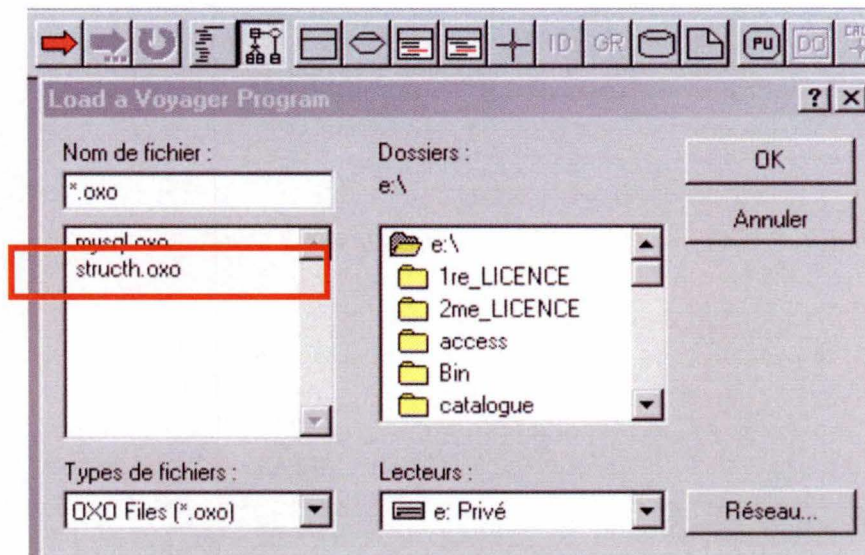 ID GR PU DO
Load a Voyager Program
Nom de fichier :
*.oxo
mysql.oxo
structh.oxo
Types de fichiers :
OXO Files (*.oxo)
Dossiers :
e:\
e:\
1re_LICENCE
2me_LICENCE
access
Bin
catalogue
Lecteurs :
e: Privé
OK
Annuler
Réseau...